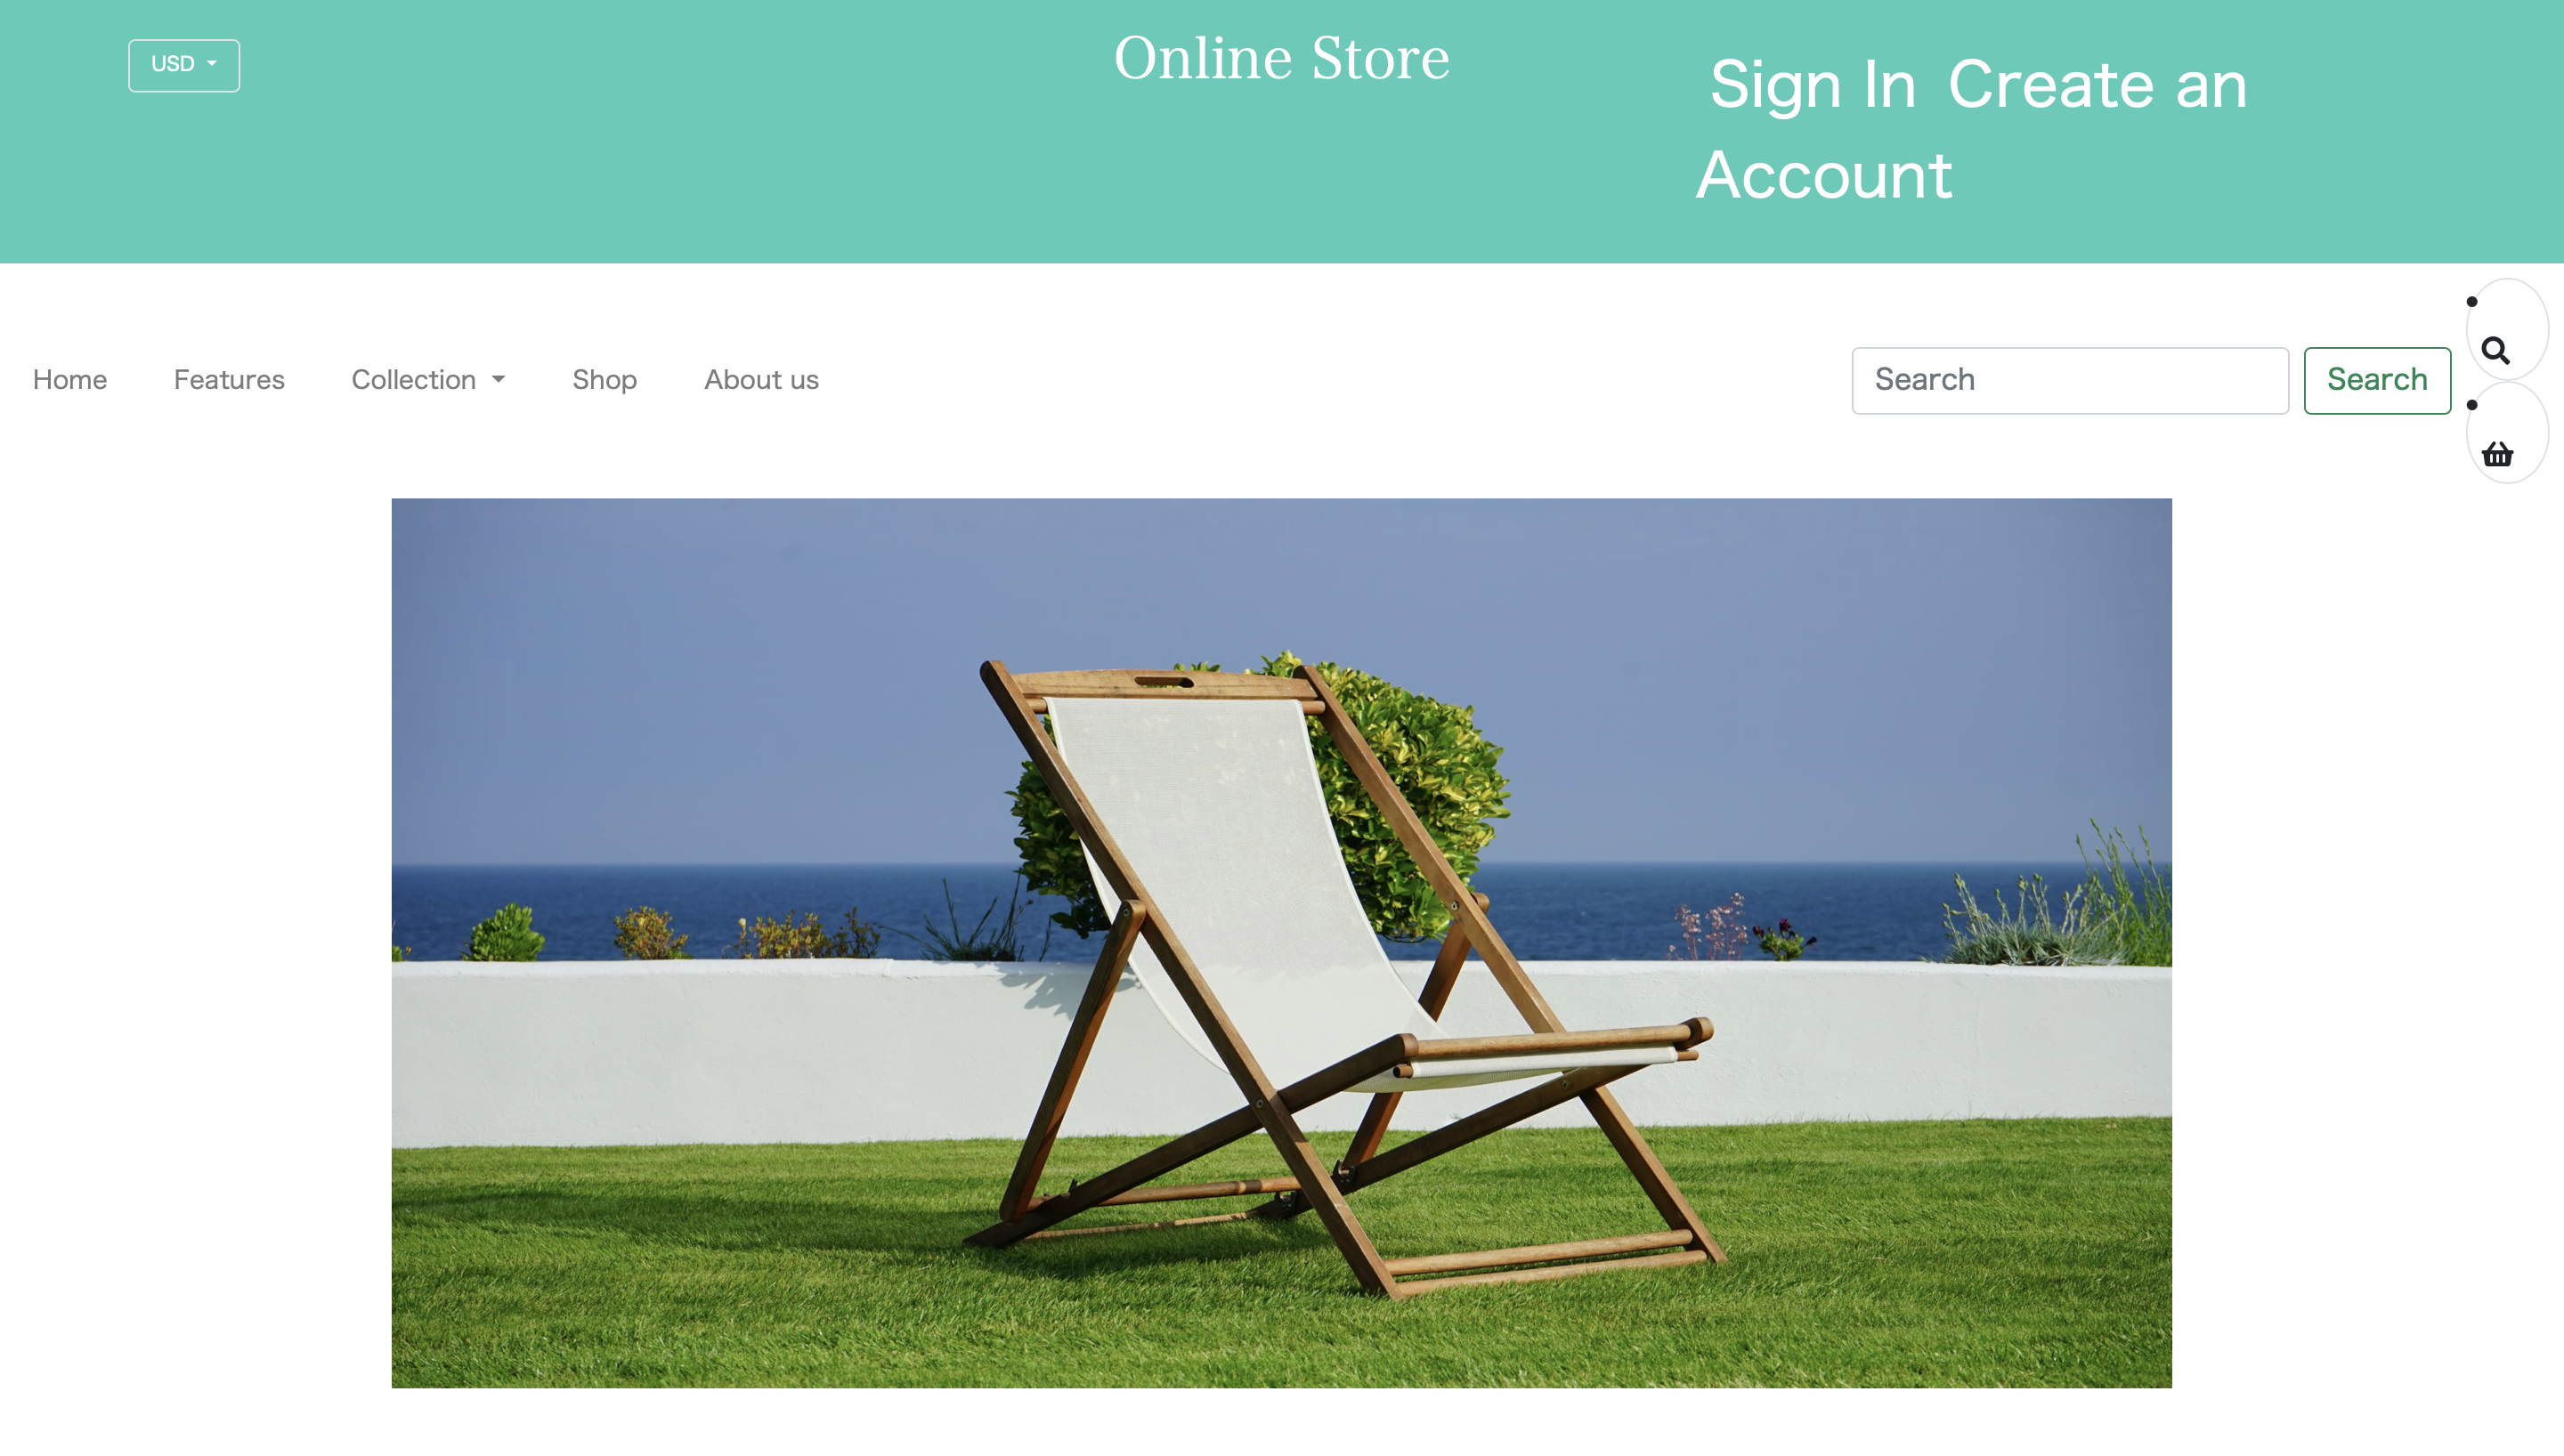 USD
Online Store
Sign In Create an
Account
Home Features Collection Shop About us
Search Search